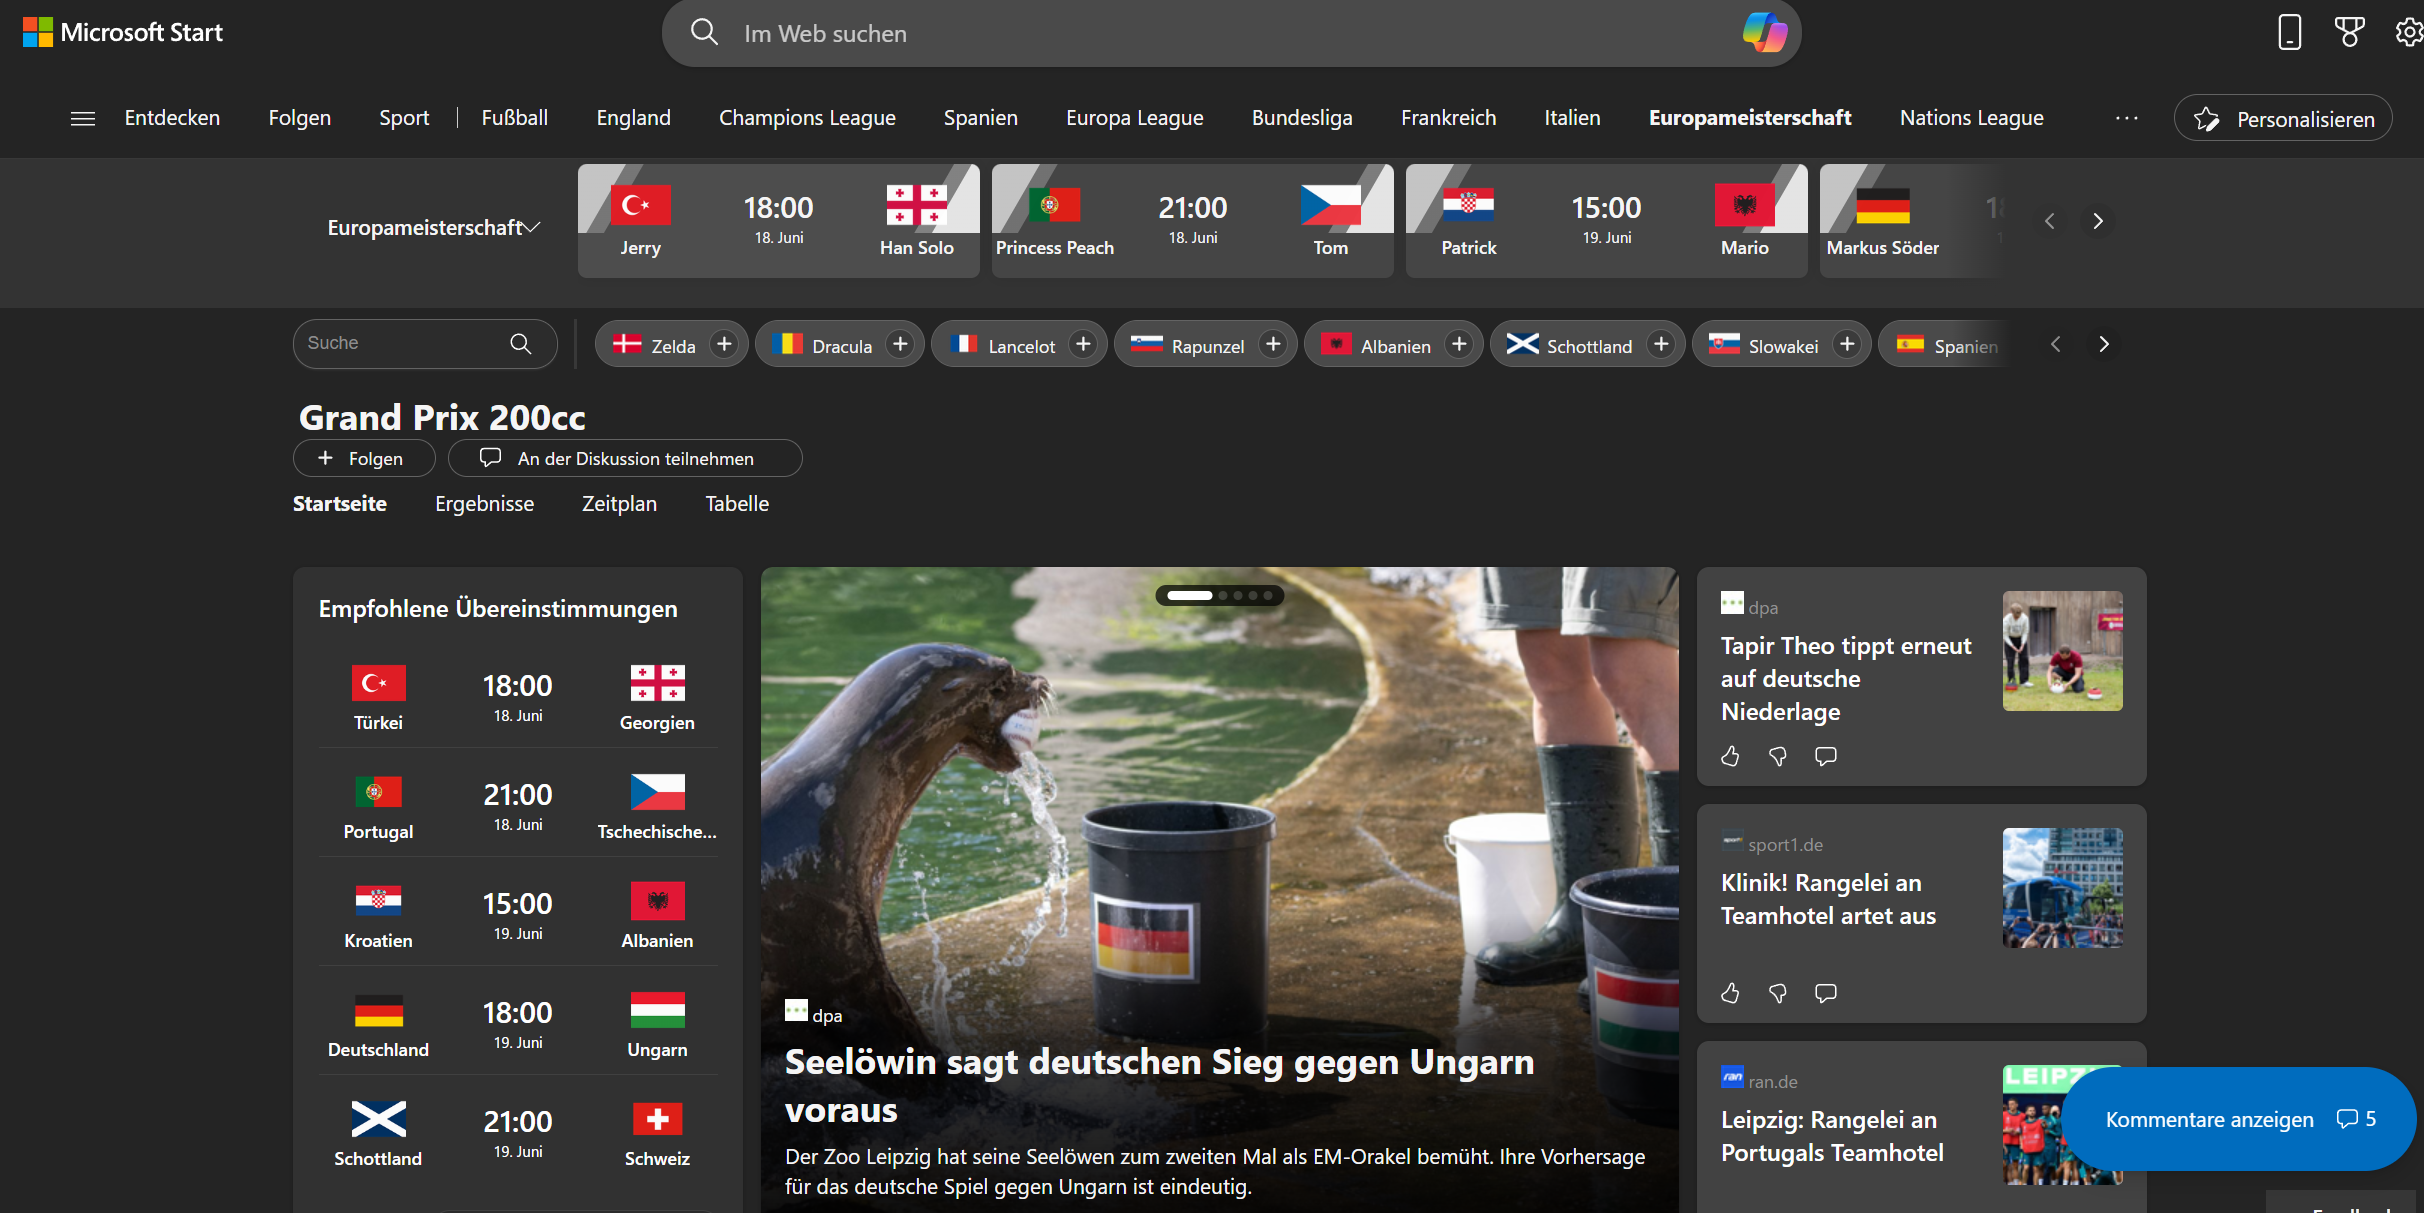 Microsoft Start
Im Web suchen
Entdecken Folgen Sport Fußball England Champions League Spanien Europa League Bundesliga Frankreich Italien Europameisterschaft Nations League ... Personalisieren
Europameisterschaft
18:00
18. Juni
Jerry Han Solo
21:00
18. Juni
Princess Peach Tom
15:00
19. Juni
Patrick Mario
Markus Söder
Suche
Zelda
Dracula
Lancelot
Rapunzel
Albanien
Schottland
Slowakei
Spanien
Grand Prix 200cc
Folgen
An der Diskussion teilnehmen
Startseite Ergebnisse Zeitplan Tabelle
Empfohlene Übereinstimmungen
18:00
18. Juni
Türkei Georgien
21:00
18. Juni
Portugal Tschechische...
15:00
19. Juni
Kroatien Albanien
18:00
19. Juni
Deutschland Ungarn
21:00
19. Juni
Schottland Schweiz
dpa
Seelöwin sagt deutschen Sieg gegen Ungarn
voraus
Der Zoo Leipzig hat seine Seelöwen zum zweiten Mal als EM-Orakel bemüht. Ihre Vorhersage
für das deutsche Spiel gegen Ungarn ist eindeutig.
dpa
Tapir Theo tippt erneut
auf deutsche
Niederlage
sport1.de
Klinik! Rangelei an
Teamhotel artet aus
ran
ran.de
Leipzig: Rangelei an
Portugals Teamhotel
Kommentare anzeigen 5